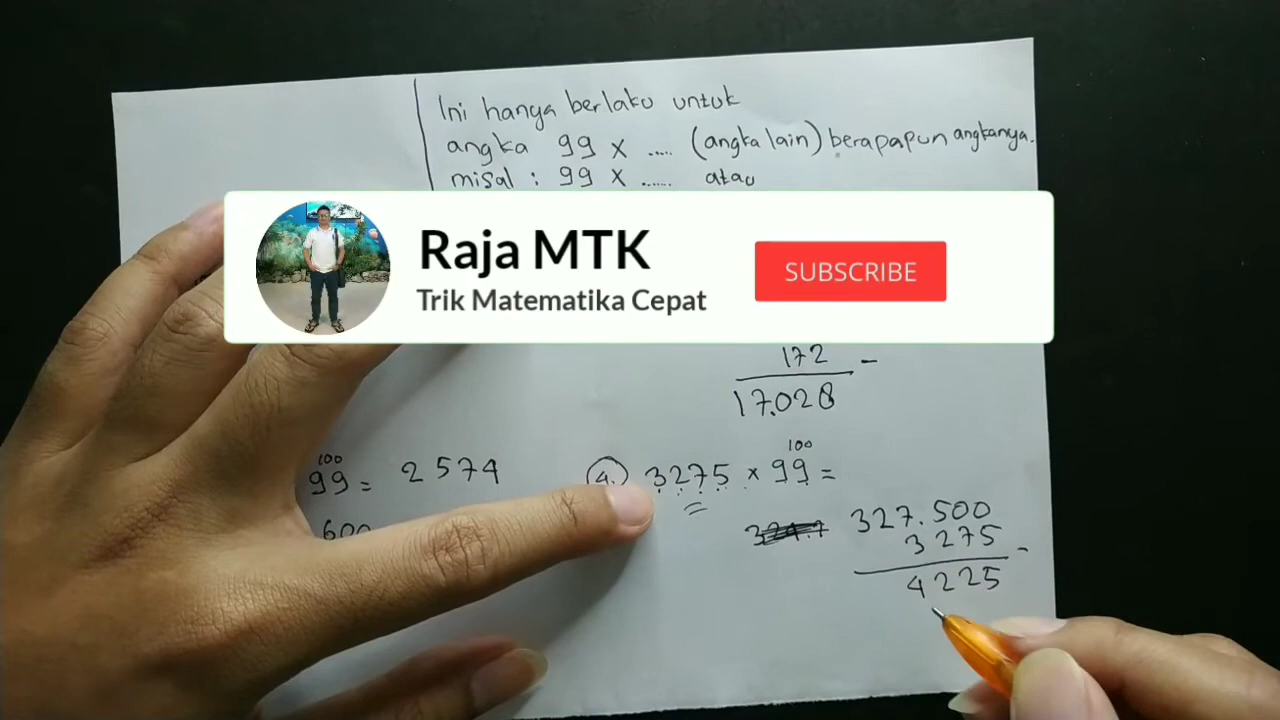 Ini hanya berlaku untuk
angka 99 x ..... (angka lain) berapapun angkanya.
misal : 99 x ...... atau
Raja MTK
Trik Matematika Cepat
SUBSCRIBE
172 -
17.028
100
99 = 2574
600
100
4. 3275 x 99 =
327.500
3275 -
4225